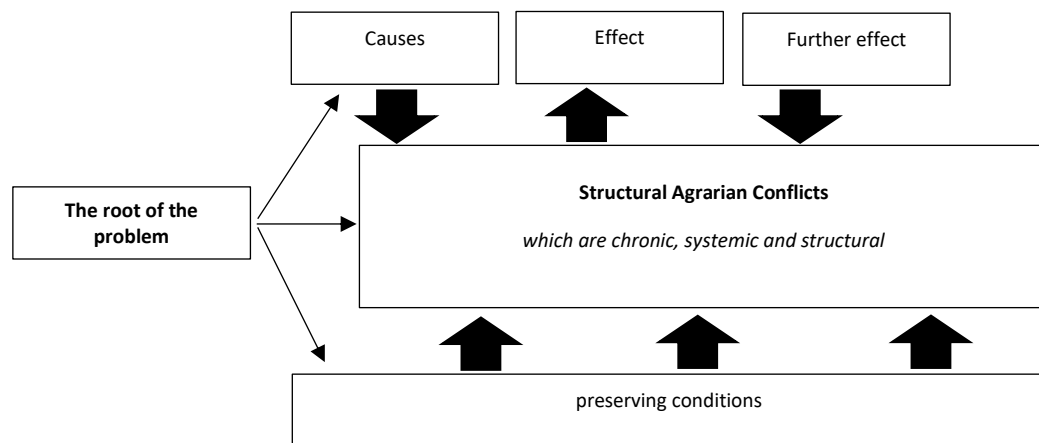 Causes
Effect
Further effect
The root of the
problem
Structural Agrarian Conflicts
which are chronic, systemic and structural
preserving conditions